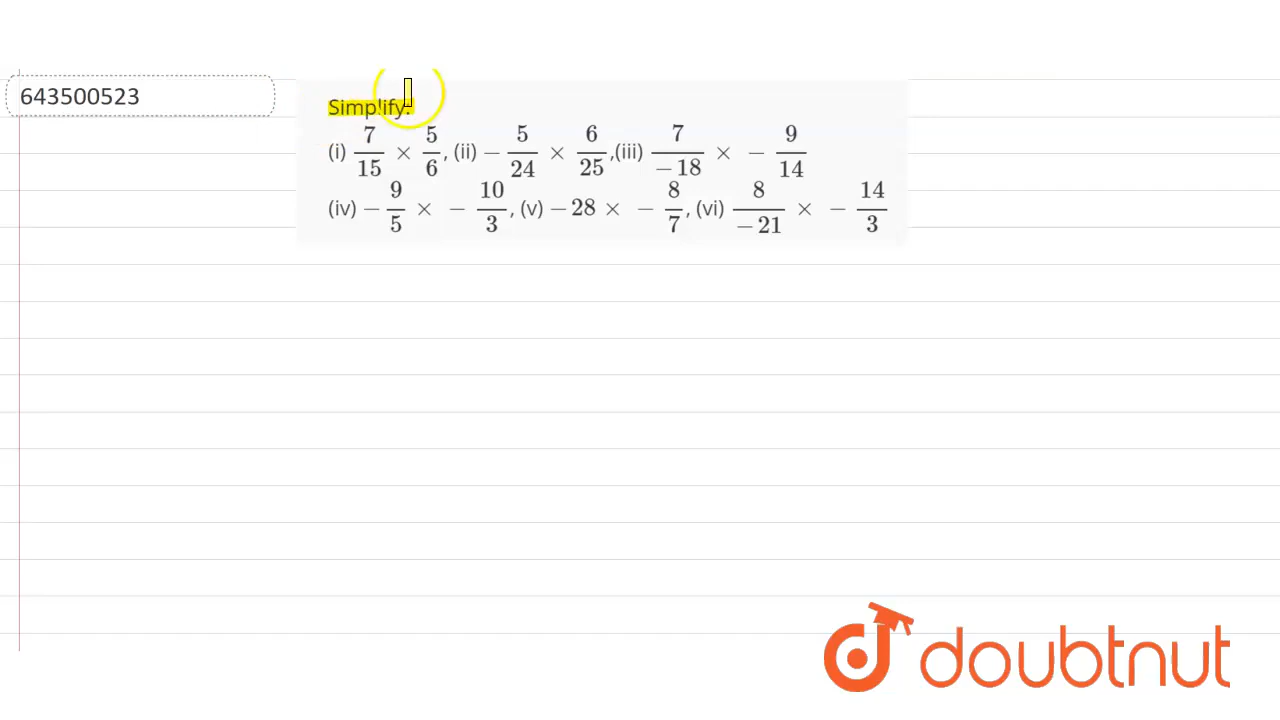 643500523
Simplify:
(i) 7/15 × 5/6, (ii) − 5/24 × 6/25,(iii) 7/−18 × − 9/14
(iv) − 9/5 × − 10/3, (v) − 28 × − 8/7, (vi) 8/−21 × − 14/3
doubtnut